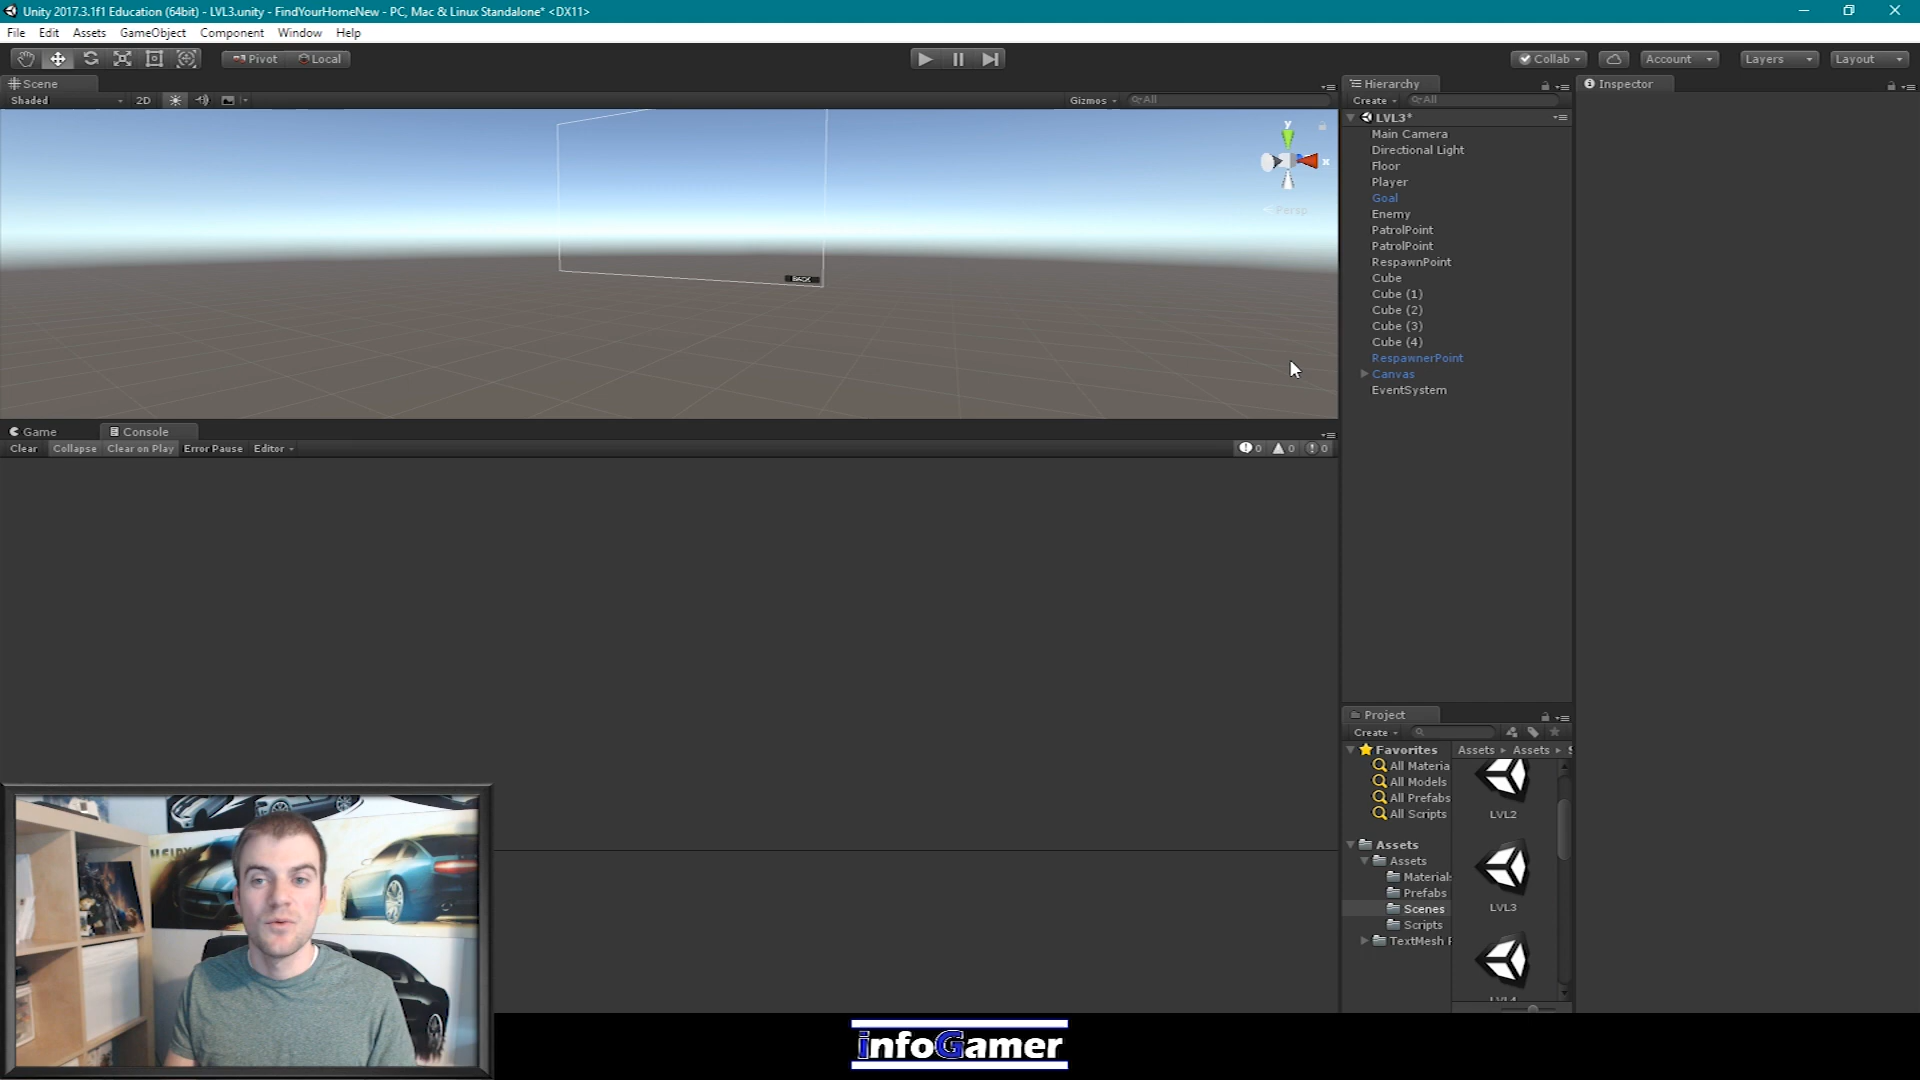 Unity 2017.3.1f1 Education (64bit) - LVL3.unity - FindYourHomeNew - PC, Mac & Linux Standalone* <DX11>
File Edit Assets GameObject Component Window Help
Pivot Local
Collab Account Layers Layout
Scene
Shaded 2D Gizmos All
y
x
Persp
BACK
Game Console
Clear Collapse Clear on Play Error Pause Editor 0 0 0
Hierarchy
Create All
LVL3*
Main Camera
Directional Light
Floor
Player
Goal
Enemy
PatrolPoint
PatrolPoint
RespawnPoint
Cube
Cube (1)
Cube (2)
Cube (3)
Cube (4)
RespawnerPoint
Canvas
EventSystem
Inspector
Project
Create
Favorites
All Materia
All Models
All Prefabs
All Scripts
Assets
Assets
Material
Prefabs
Scenes
Scripts
TextMesh
Assets Assets
LVL2
LVL3
LVL4
infoGamer